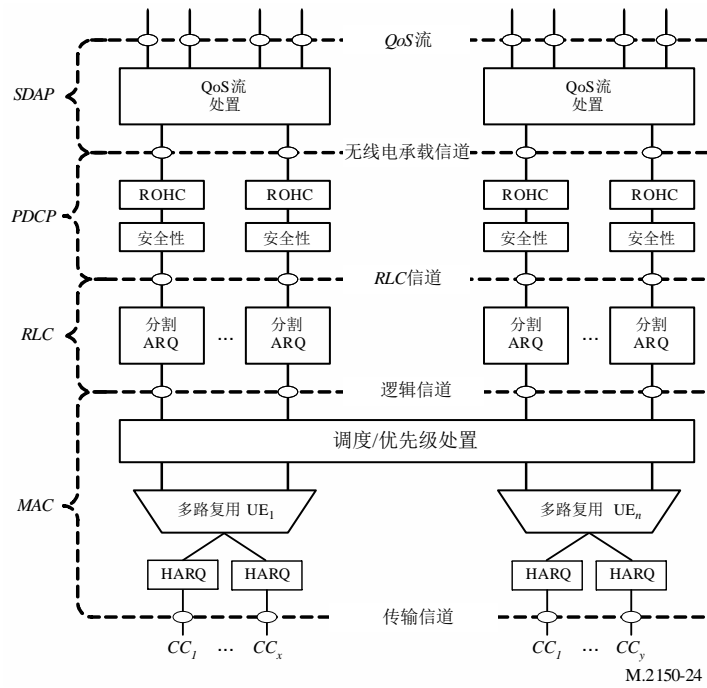 QoS流
QoS流
处置
QoS流
处置
SDAP
无线电承载信道
ROHC
ROHC
ROHC
ROHC
PDCP
安全性
安全性
安全性
安全性
RLC信道
RLC
分割
ARQ
...
分割
ARQ
分割
ARQ
...
分割
ARQ
逻辑信道
调度/优先级处置
MAC
多路复用 UE1
多路复用 UEn
HARQ
HARQ
HARQ
HARQ
传输信道
CC1 ... CCx
CC1 ... CCy
M.2150-24